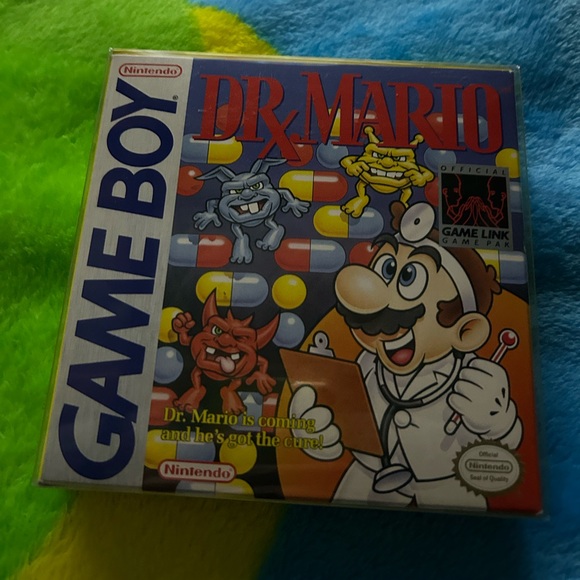 Nintendo®
GAME BOY
DR. MARIO
OFFICIAL
GAME LINK
GAME PAK
Dr. Mario is coming
and he's got the cure!
Nintendo
Official
Nintendo
Seal of Quality